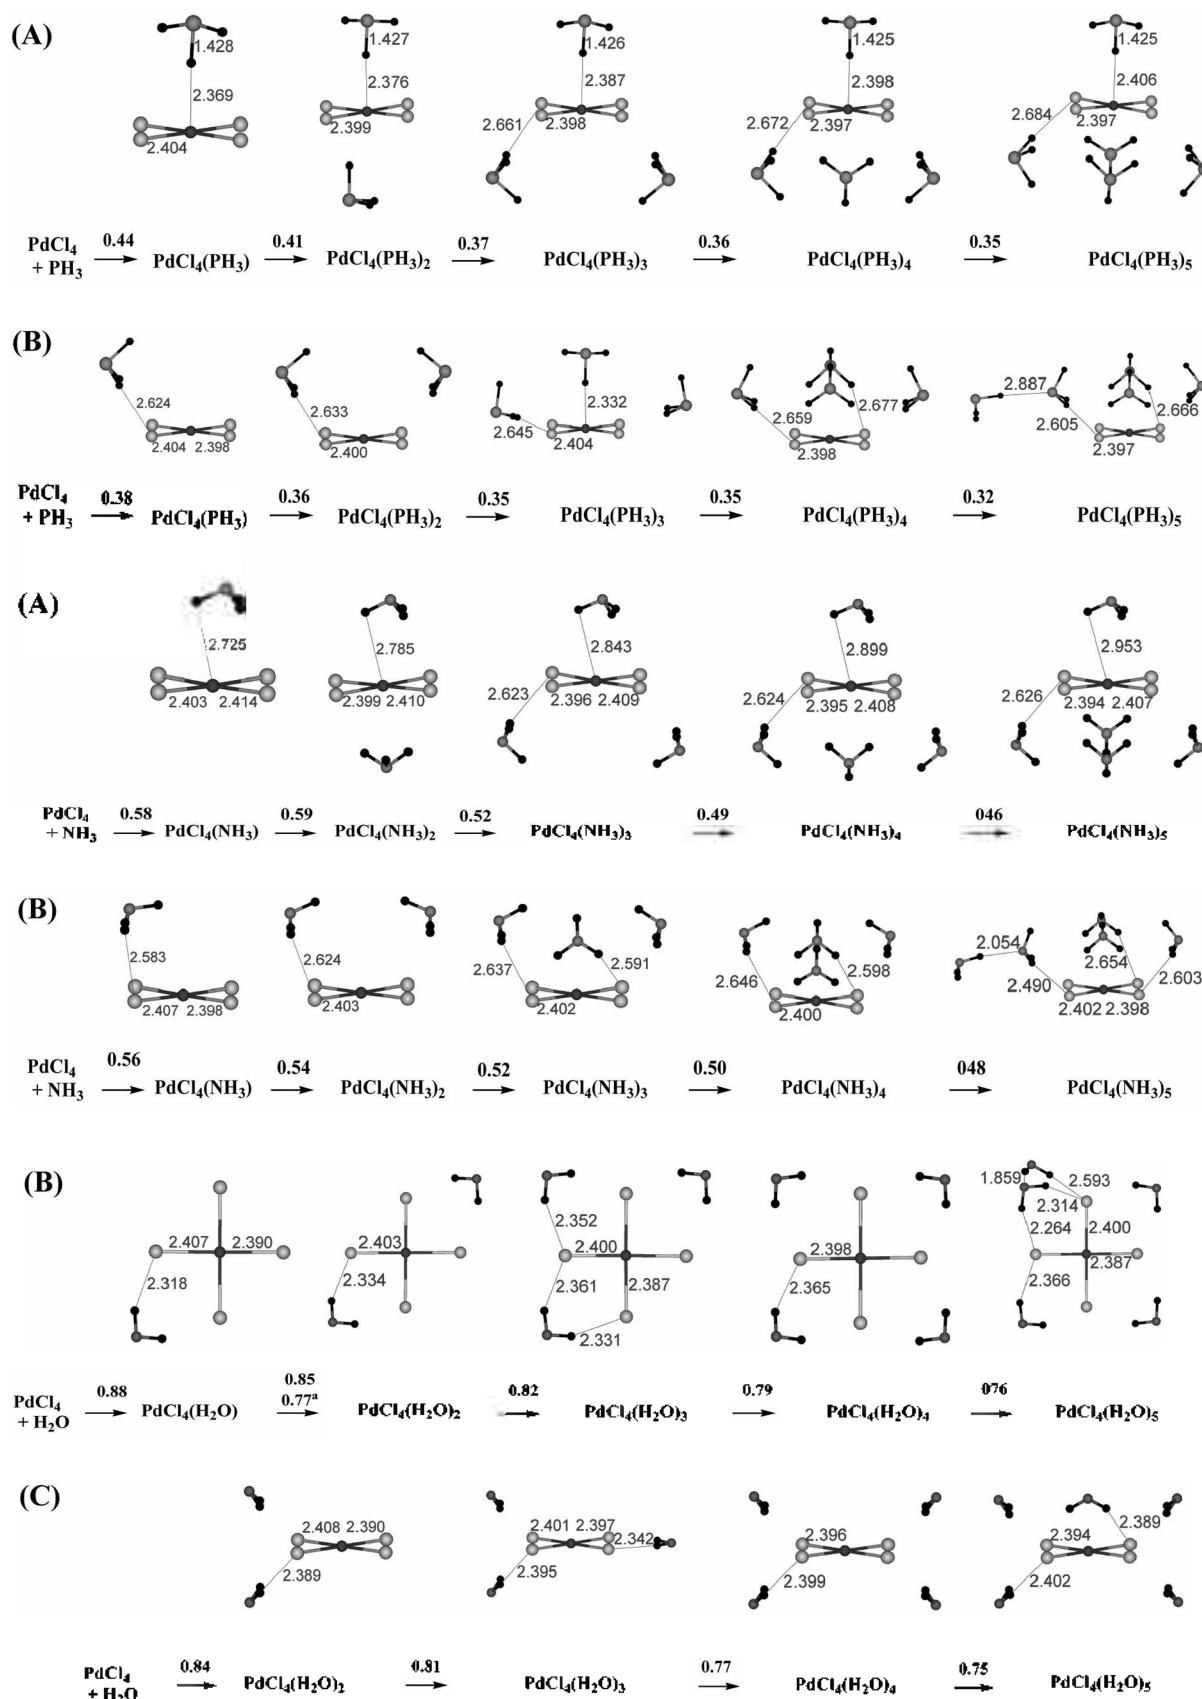 (A)
1.428
1.427
1.426
1.425
1.425
2.369
2.376
2.387
2.398
2.406
2.404
2.399
2.661
2.398
2.672
2.397
2.684
2.397
0.44
0.41
0.37
0.36
0.35
PdCl4
+ PH3
PdCl4(PH3)
PdCl4(PH3)2
PdCl4(PH3)3
PdCl4(PH3)4
PdCl4(PH3)5
(B)
2.624
2.633
2.332
2.887
2.404
2.398
2.400
2.645
2.404
2.659
2.677
2.398
2.605
2.666
2.397
0.38
0.36
0.35
0.35
0.32
PdCl4
+ PH3
PdCl4(PH3)
PdCl4(PH3)2
PdCl4(PH3)3
PdCl4(PH3)4
PdCl4(PH3)5
(A)
2.725
2.785
2.843
2.899
2.953
2.403
2.414
2.399
2.410
2.623
2.396
2.409
2.624
2.395
2.408
2.626
2.394
2.407
0.58
0.59
0.52
0.49
046
PdCl4
+ NH3
PdCl4(NH3)
PdCl4(NH3)2
PdCl4(NH3)3
PdCl4(NH3)4
PdCl4(NH3)5
(B)
2.583
2.624
2.637
2.591
2.646
2.598
2.054
2.654
2.490
2.603
2.407
2.398
2.403
2.402
2.400
2.402
2.398
0.56
0.54
0.52
0.50
048
PdCl4
+ NH3
PdCl4(NH3)
PdCl4(NH3)2
PdCl4(NH3)3
PdCl4(NH3)4
PdCl4(NH3)5
(B)
2.407
2.390
2.318
2.403
2.334
2.352
2.400
2.361
2.387
2.331
2.398
2.365
1.859
2.593
2.314
2.264
2.400
2.387
2.366
0.88
0.85
0.77a
0.82
0.79
076
PdCl4
+ H2O
PdCl4(H2O)
PdCl4(H2O)2
PdCl4(H2O)3
PdCl4(H2O)4
PdCl4(H2O)5
(C)
2.408
2.390
2.389
2.401
2.397
2.342
2.395
2.396
2.399
2.394
2.389
2.402
0.84
0.81
0.77
0.75
PdCl4
+ H2O
PdCl4(H2O)2
PdCl4(H2O)3
PdCl4(H2O)4
PdCl4(H2O)5